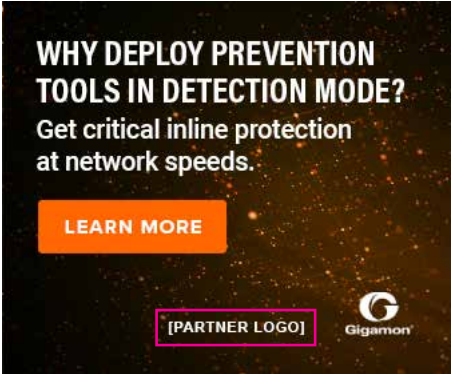 WHY DEPLOY PREVENTION
TOOLS IN DETECTION MODE?
Get critical inline protection
at network speeds.
LEARN MORE
[PARTNER LOGO]
Gigamon®